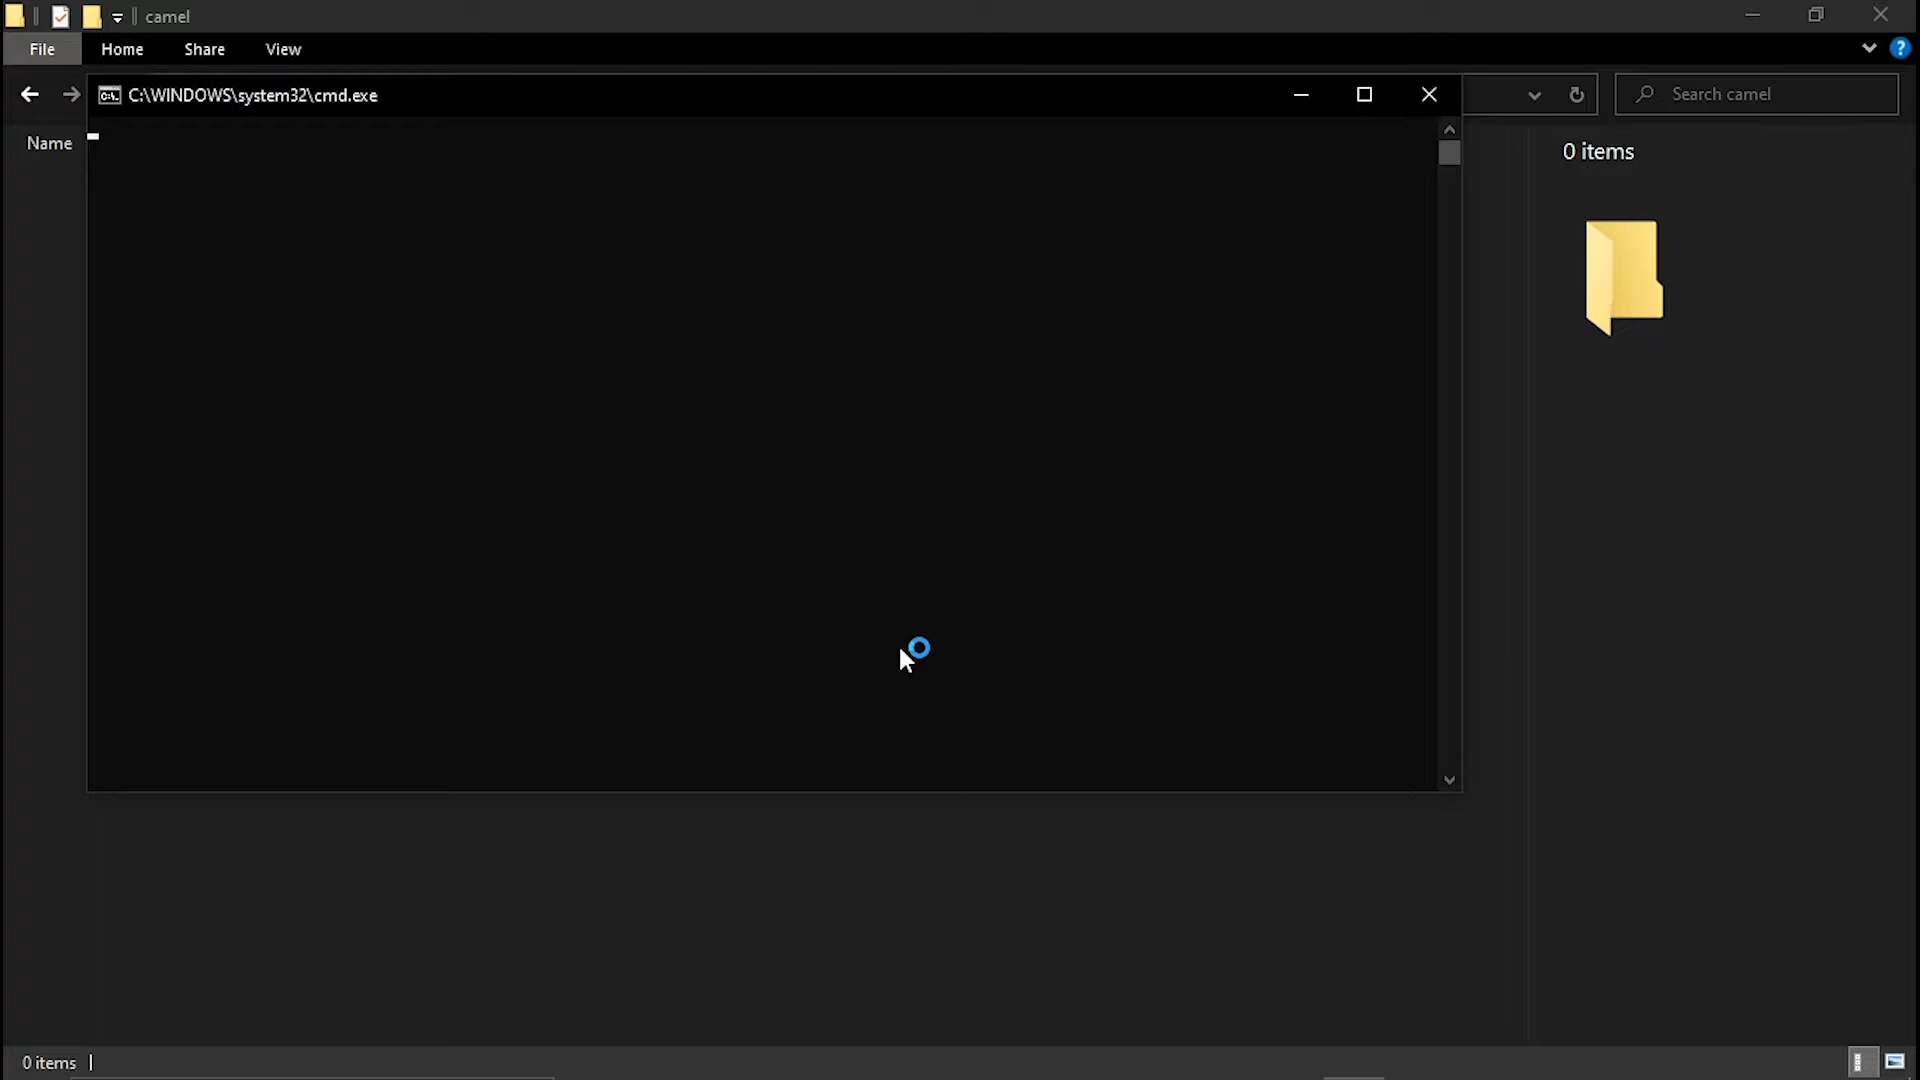 camel
File Home Share View
C:\WINDOWS\system32\cmd.exe
Search camel
Name
0 items
0 items